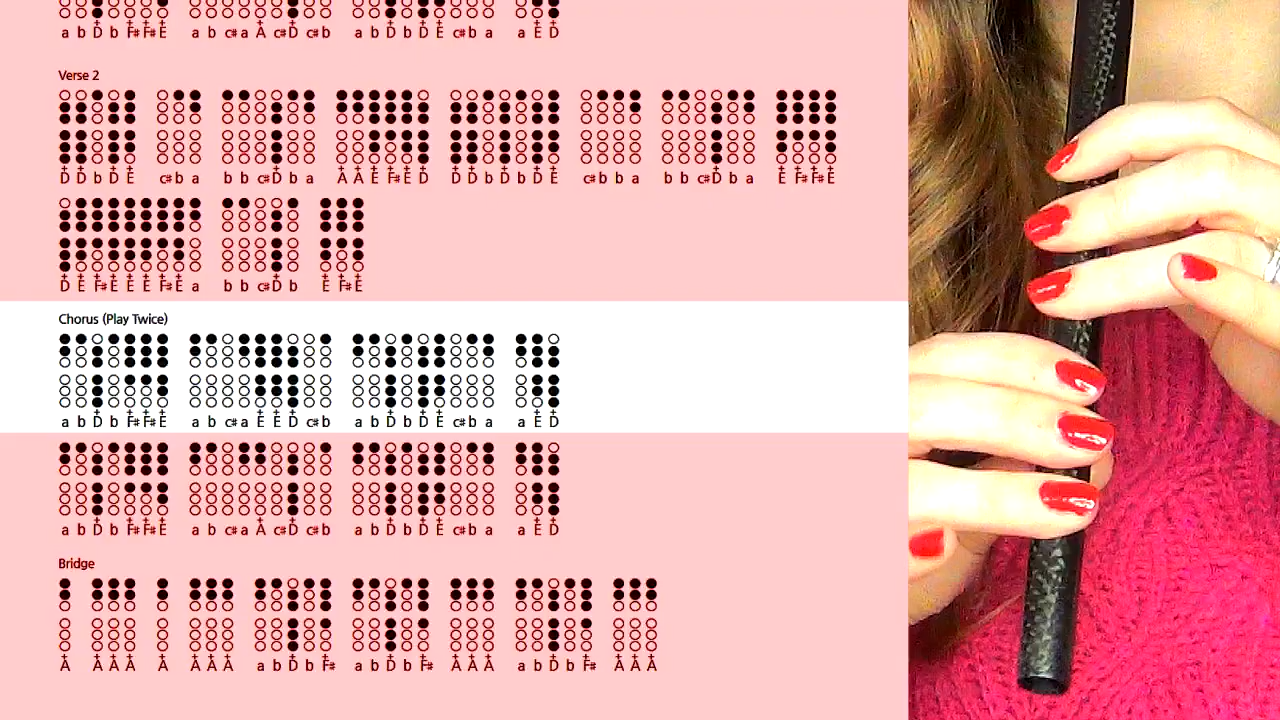 a b D b F# F# E a b c# a A c# D c# b a b D b D E c# b a a E D
Verse 2
D D b D E c# b a b b c# D b a A A E F# E D D D b D b D E c# b b a b b c# D b a E F# F# E
D E F# E E E F# E a b b c# D b E F# E
Chorus (Play Twice)
a b D b F# F# E a b c# a E E D c# b a b D b D E c# b a a E D
a b D b F# F# E a b c# a A c# D c# b a b D b D E c# b a a E D
Bridge
A A A A A A A A a b D b F# a b D b F# A A A a b D b F# A A A